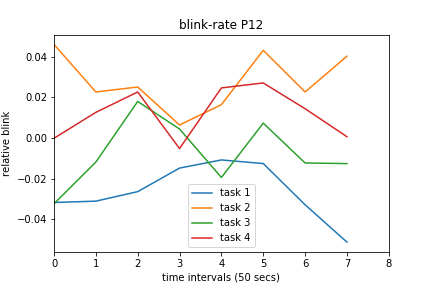 blink-rate P12
relative blink
0.04
0.02
0.00
−0.02
−0.04
task 1
task 2
task 3
task 4
0 1 2 3 4 5 6 7 8
time intervals (50 secs)